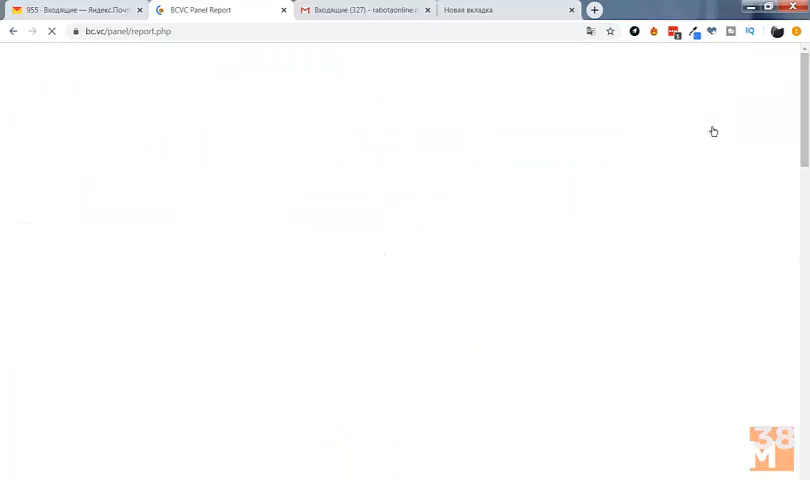 955 · Входящие — Яндекс.Почт
BCVC Panel Report
Входящие (327) - rabotaonline.r
Новая вкладка
bc.vc/panel/report.php
IQ
1
38
M